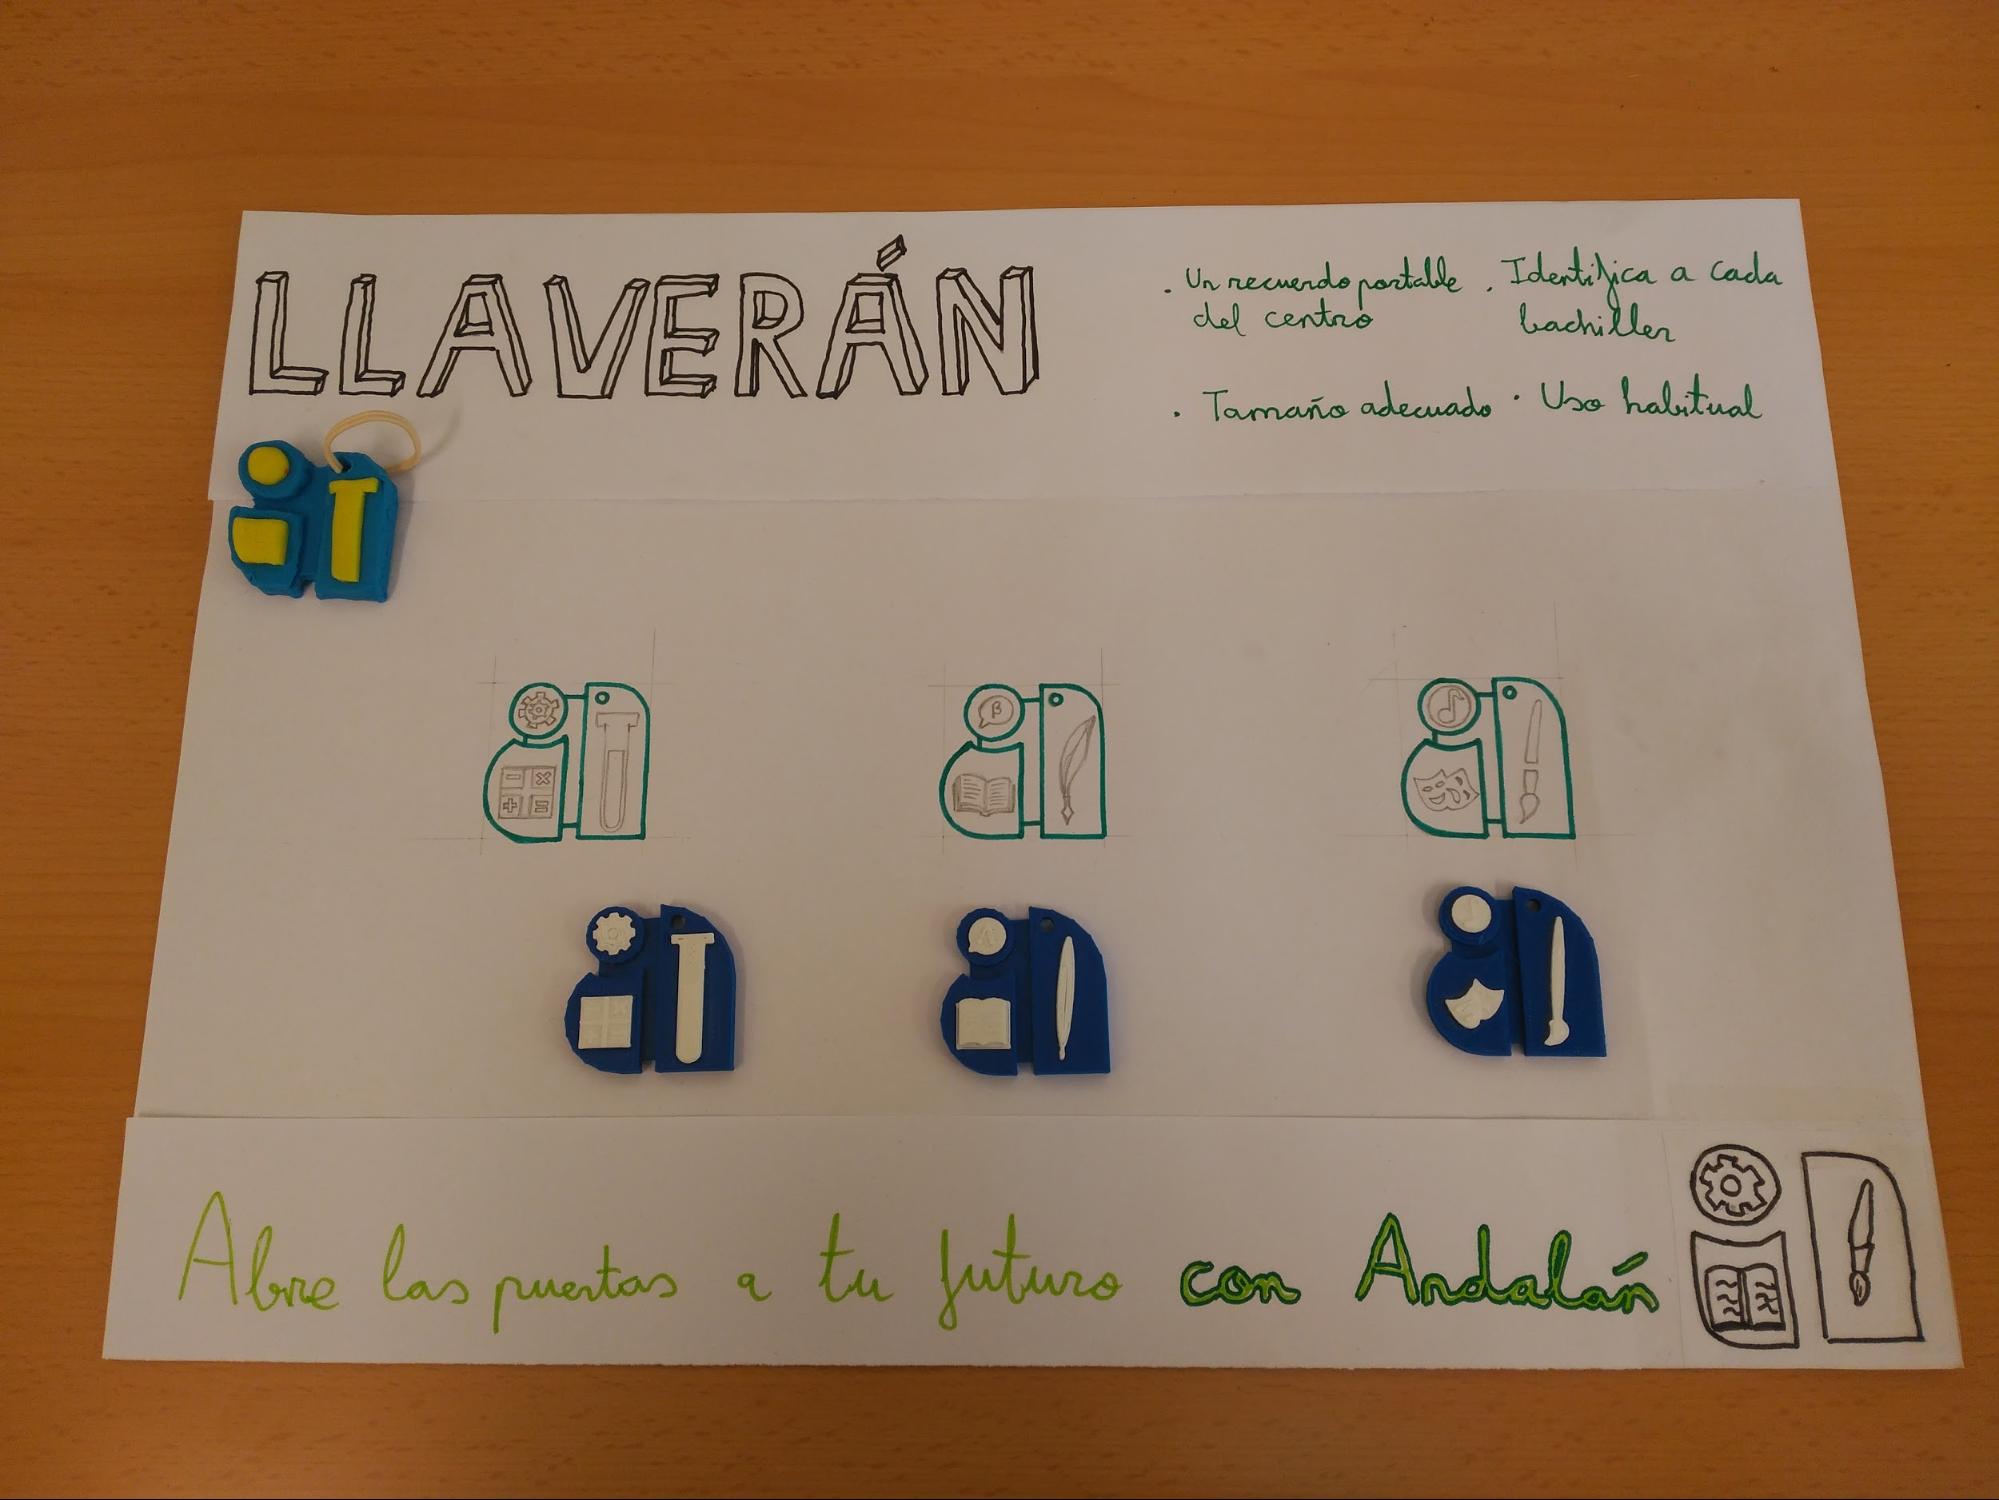 LLAVERÁN
· Un recuerdo portable
del centro
· Identifica a cada
bachiller
· Tamaño adecuado
· Uso habitual
β
Abre las puertas a tu futuro con Andalán